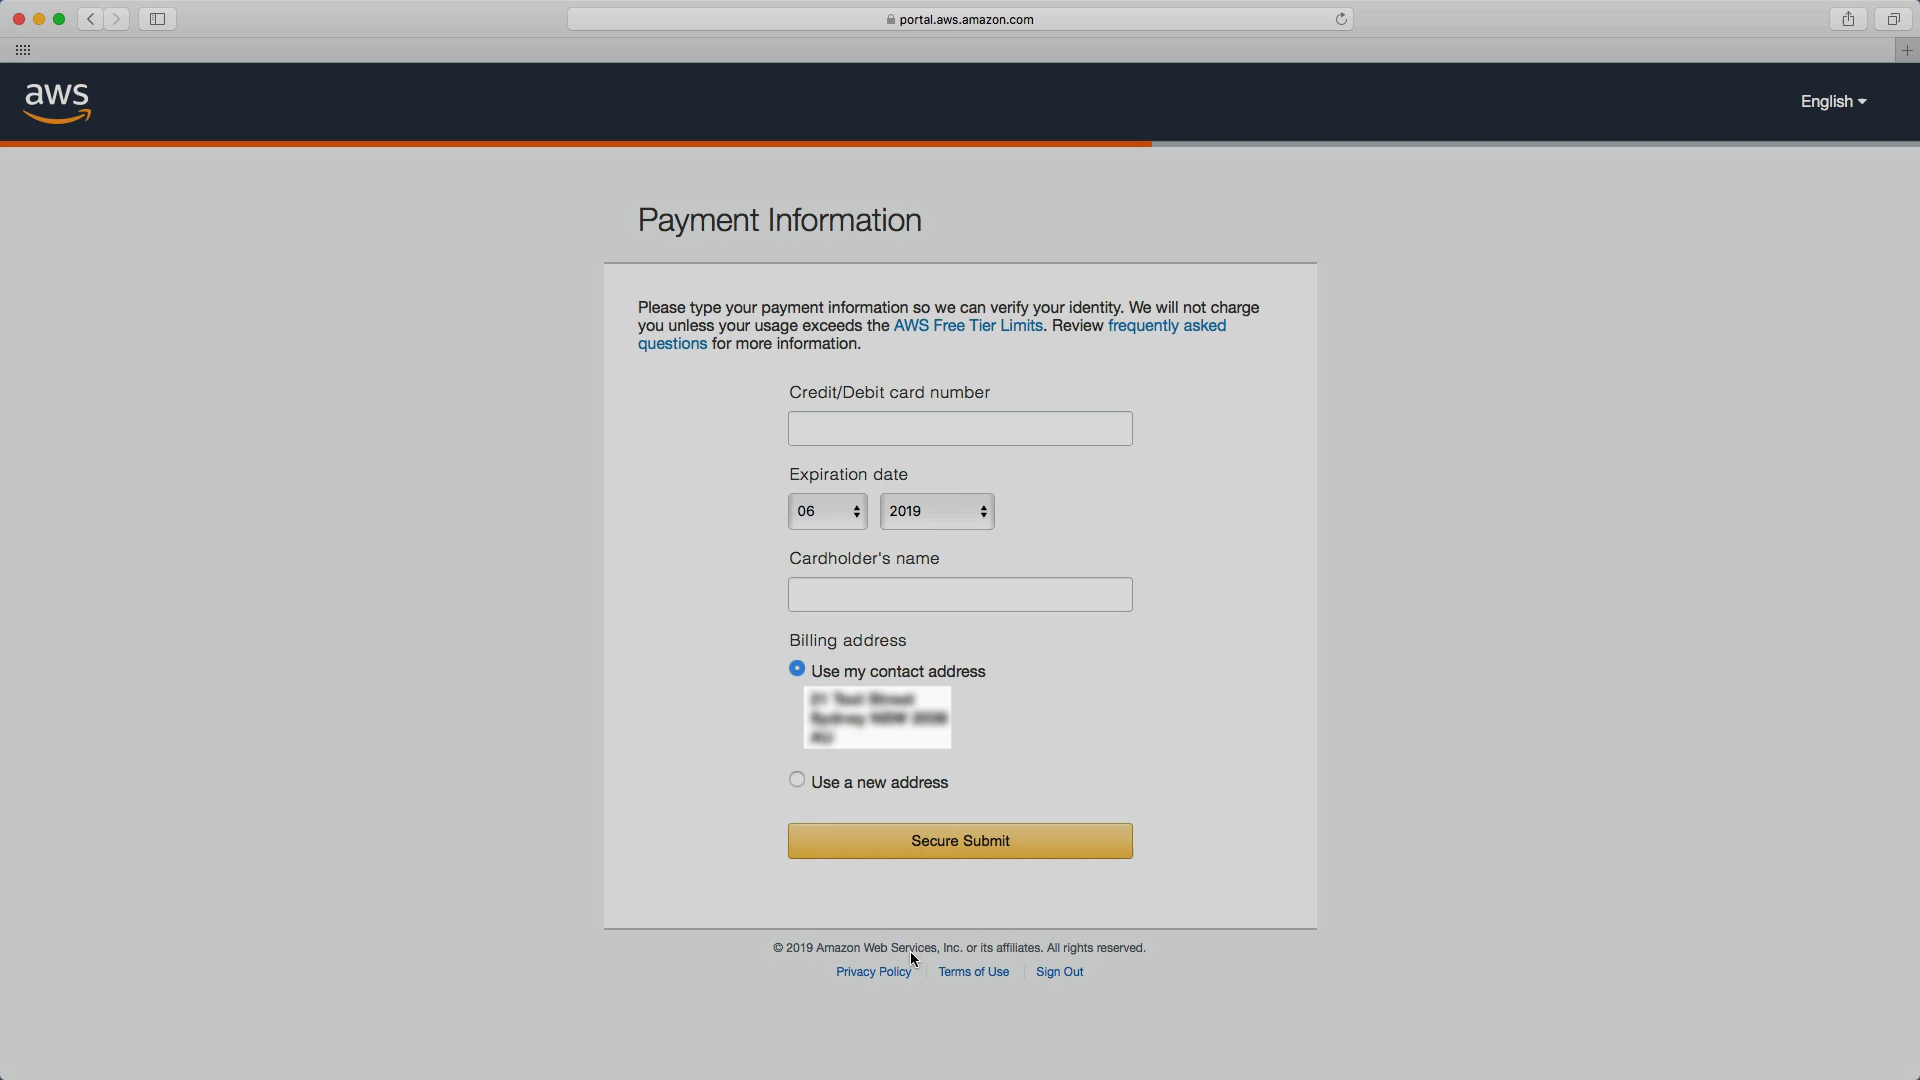 portal.aws.amazon.com
aws
English
Payment Information
Please type your payment information so we can verify your identity. We will not charge
you unless your usage exceeds the AWS Free Tier Limits. Review frequently asked
questions for more information.
Credit/Debit card number
Expiration date
06 2019
Cardholder's name
Billing address
Use my contact address
Use a new address
Secure Submit
© 2019 Amazon Web Services, Inc. or its affiliates. All rights reserved.
Privacy Policy Terms of Use Sign Out